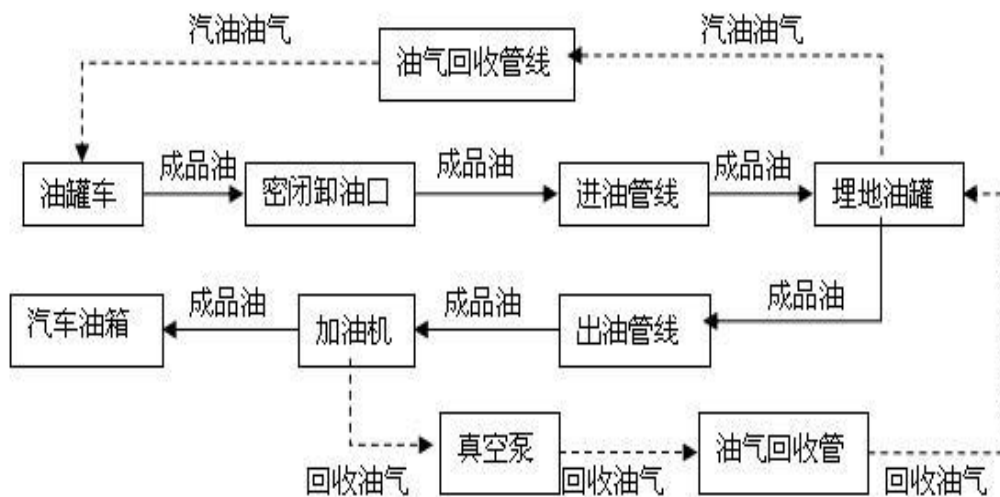 汽油油气
汽油油气
油气回收管线
成品油
成品油
成品油
油罐车
密闭卸油口
进油管线
埋地油罐
成品油
成品油
成品油
汽车油箱
加油机
出油管线
真空泵
油气回收管
回收油气
回收油气
回收油气